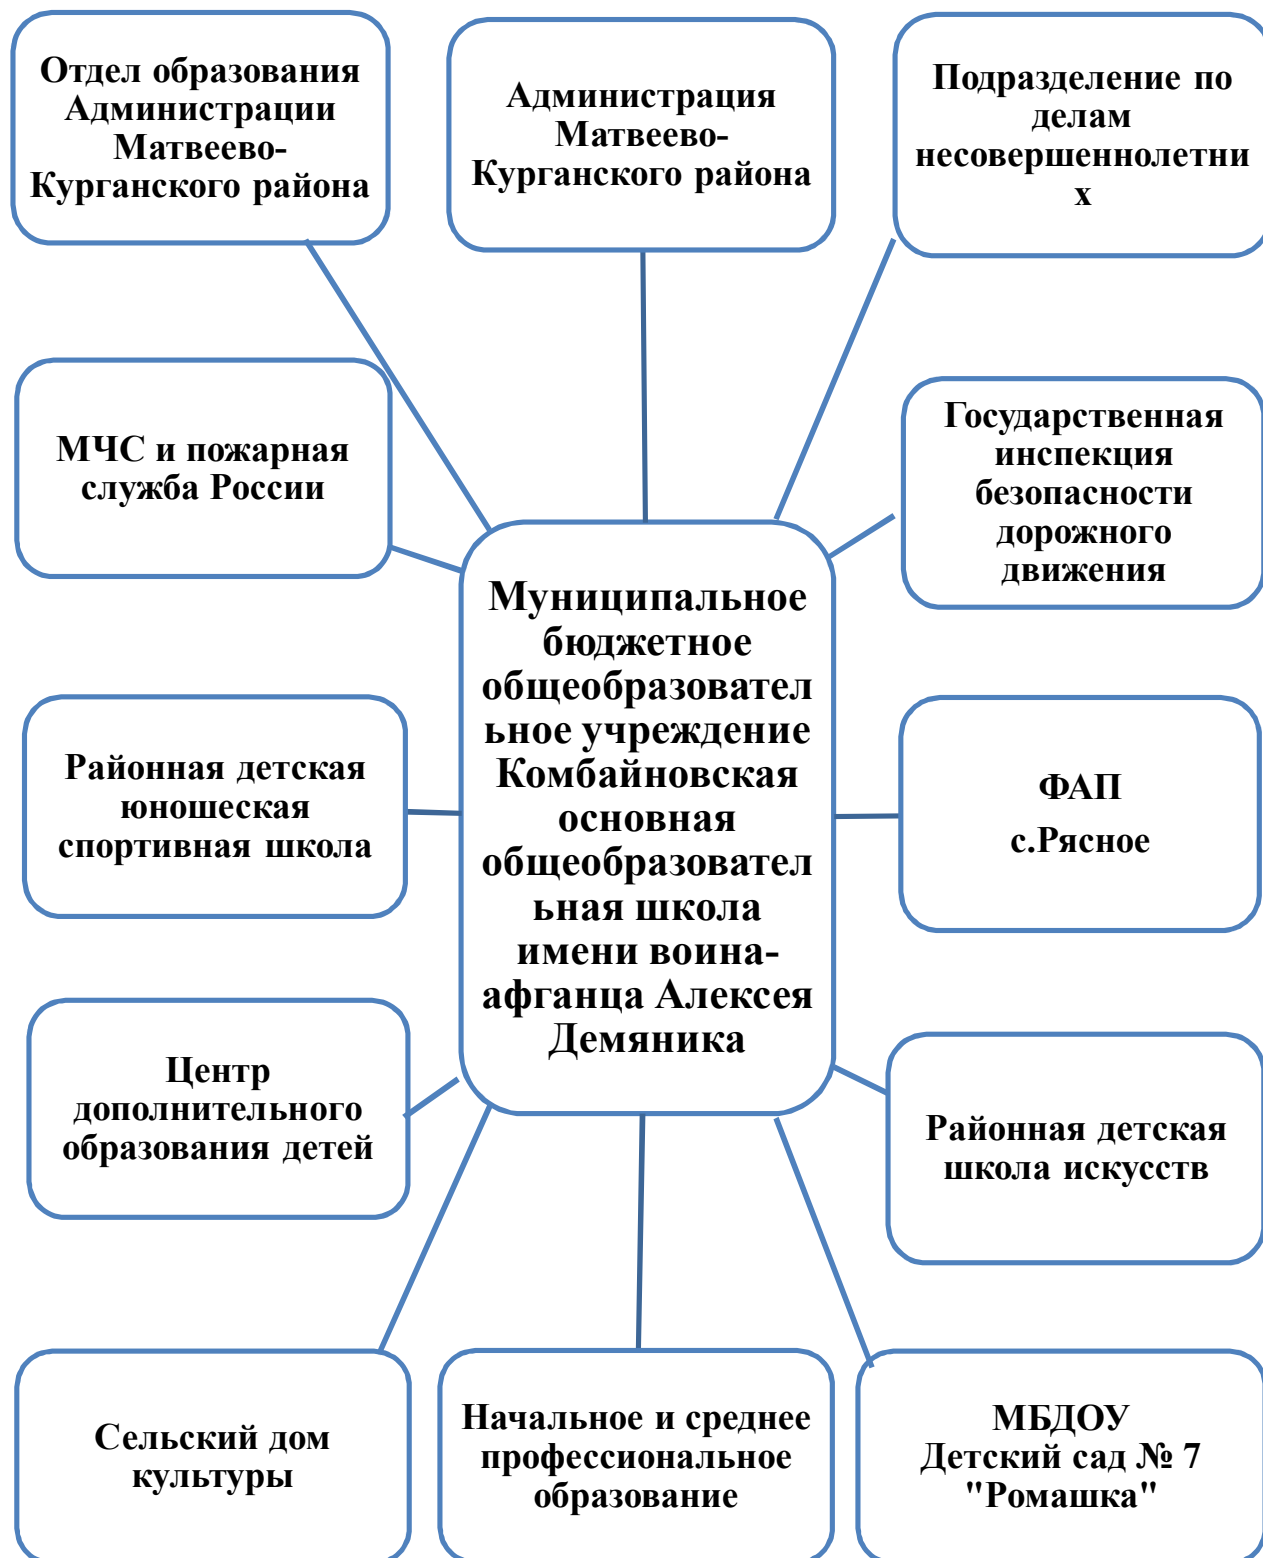 Отдел образования
Администрации
Матвеево-
Курганского района
Администрация
Матвеево-
Курганского района
Подразделение по
делам
несовершеннолетни
х
МЧС и пожарная
служба России
Государственная
инспекция
безопасности
дорожного
движения
Муниципальное
бюджетное
общеобразовател
ьное учреждение
Комбайновская
основная
общеобразовател
ьная школа
имени воина-
афганца Алексея
Демяника
Районная детская
юношеская
спортивная школа
ФАП
с.Рясное
Центр
дополнительного
образования детей
Районная детская
школа искусств
Сельский дом
культуры
Начальное и среднее
профессиональное
образование
МБДОУ
Детский сад № 7
"Ромашка"